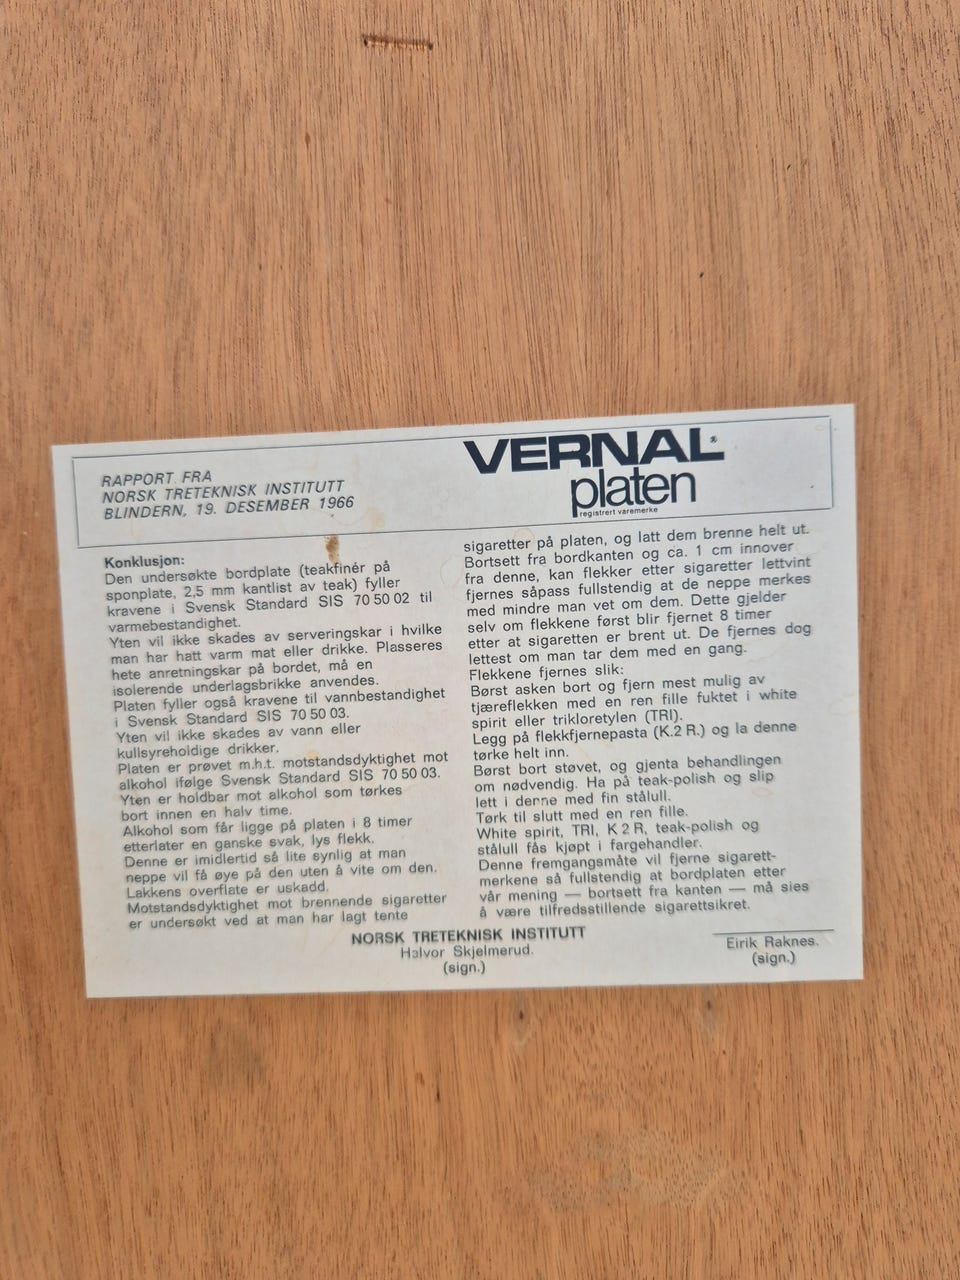 RAPPORT FRA
NORSK TRETEKNISK INSTITUTT
BLINDERN, 19. DESEMBER 1966
VERNAL®
platen
registrert varemerke
Konklusjon:
Den undersøkte bordplate (teakfinér på
sponplate, 2,5 mm kantlist av teak) fyller
kravene i Svensk Standard SIS 70 50 02 til
varmebestandighet.
Yten vil ikke skades av serveringskar i hvilke
man har hatt varm mat eller drikke. Plasseres
hete anretningskar på bordet, må en
isolerende underlagsbrikke anvendes.
Platen fyller også kravene til vannbestandighet
i Svensk Standard SIS 70 50 03.
Yten vil ikke skades av vann eller
kullsyreholdige drikker.
Platen er prøvet m.h.t. motstandsdyktighet mot
alkohol ifølge Svensk Standard SIS 70 50 03.
Yten er holdbar mot alkohol som tørkes
bort innen en halv time.
Alkohol som får ligge på platen i 8 timer
etterlater en ganske svak, lys flekk.
Denne er imidlertid så lite synlig at man
neppe vil få øye på den uten å vite om den.
Lakkens overflate er uskadd.
Motstandsdyktighet mot brennende sigaretter
er undersøkt ved at man har lagt tente
sigaretter på platen, og latt dem brenne helt ut.
Bortsett fra bordkanten og ca. 1 cm innover
fra denne, kan flekker etter sigaretter lettvint
fjernes såpass fullstendig at de neppe merkes
med mindre man vet om dem. Dette gjelder
selv om flekkene først blir fjernet 8 timer
etter at sigaretten er brent ut. De fjernes dog
lettest om man tar dem med en gang.
Flekkene fjernes slik:
Børst asken bort og fjern mest mulig av
tjæreflekken med en ren fille fuktet i white
spirit eller trikloretylen (TRI).
Legg på flekkfjernepasta (K.2 R.) og la denne
tørke helt inn.
Børst bort støvet, og gjenta behandlingen
om nødvendig. Ha på teak-polish og slip
lett i denne med fin stålull.
Tørk til slutt med en ren fille.
White spirit, TRI, K 2 R, teak-polish og
stålull fås kjøpt i fargehandler.
Denne fremgangsmåte vil fjerne sigarett-
merkene så fullstendig at bordplaten etter
vår mening — bortsett fra kanten — må sies
å være tilfredsstillende sigarettsikret.
NORSK TRETEKNISK INSTITUTT
Halvor Skjelmerud.
(sign.)
Eirik Raknes.
(sign.)